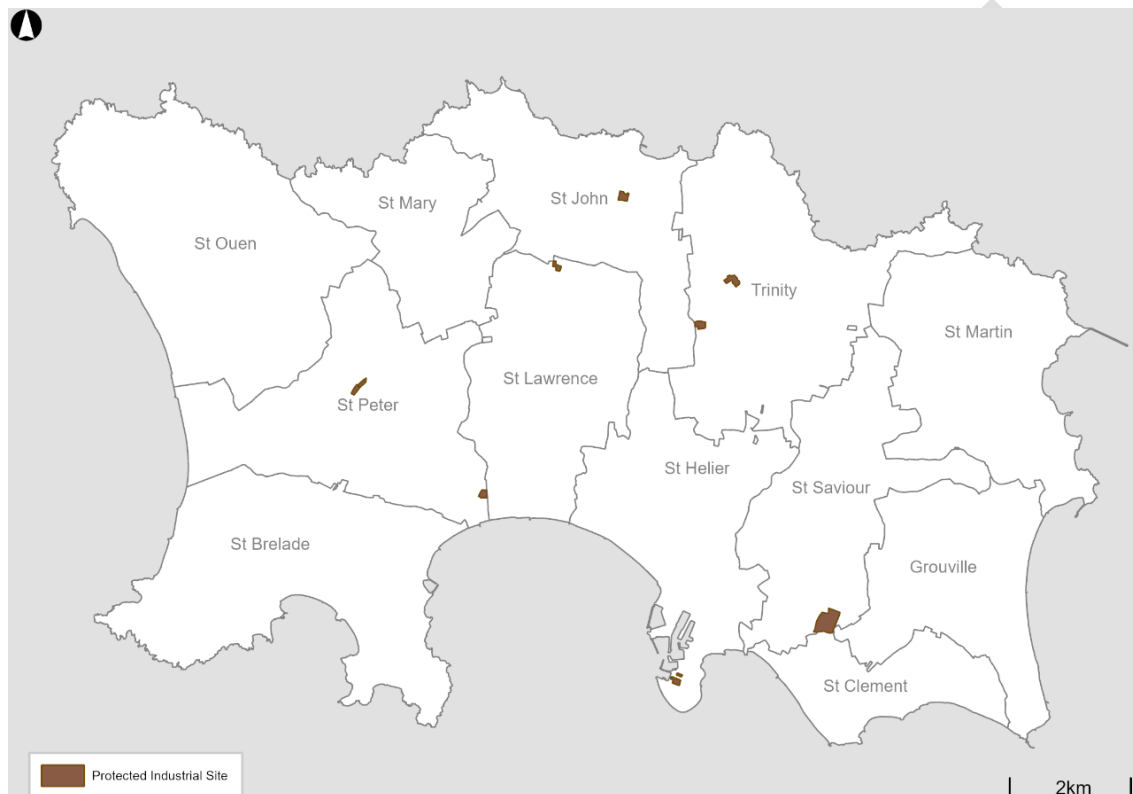 St Ouen
St Mary
St John
Trinity
St Martin
St Lawrence
St Peter
St Helier
St Saviour
St Brelade
Grouville
St Clement
Protected Industrial Site
2km